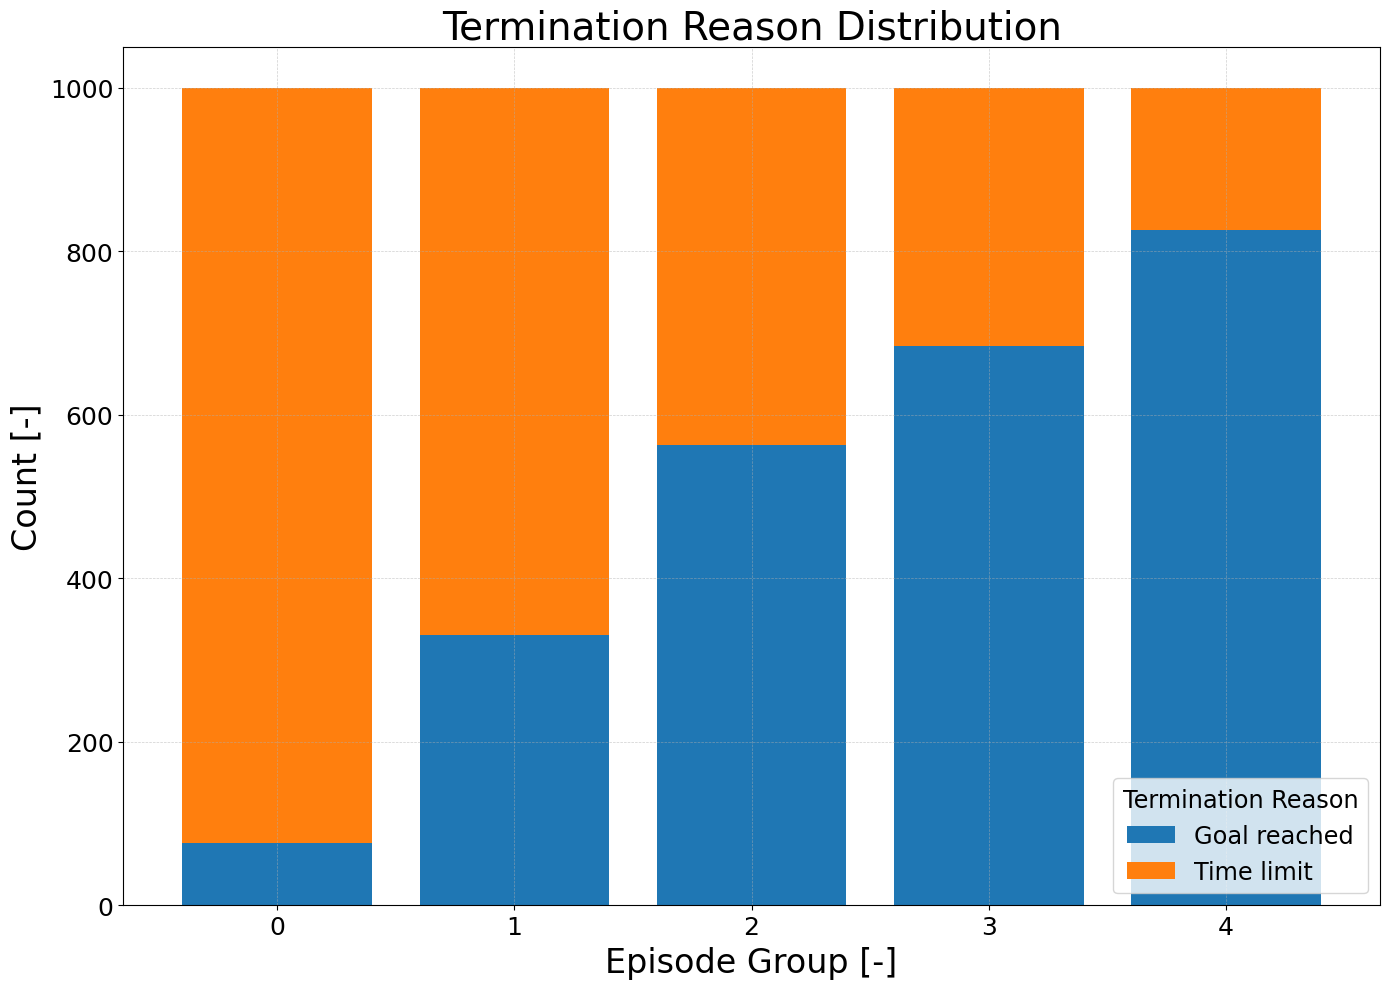 Termination Reason Distribution
Count [-]
1000
800
600
400
200
0
0 1 2 3 4
Episode Group [-]
Termination Reason
Goal reached
Time limit